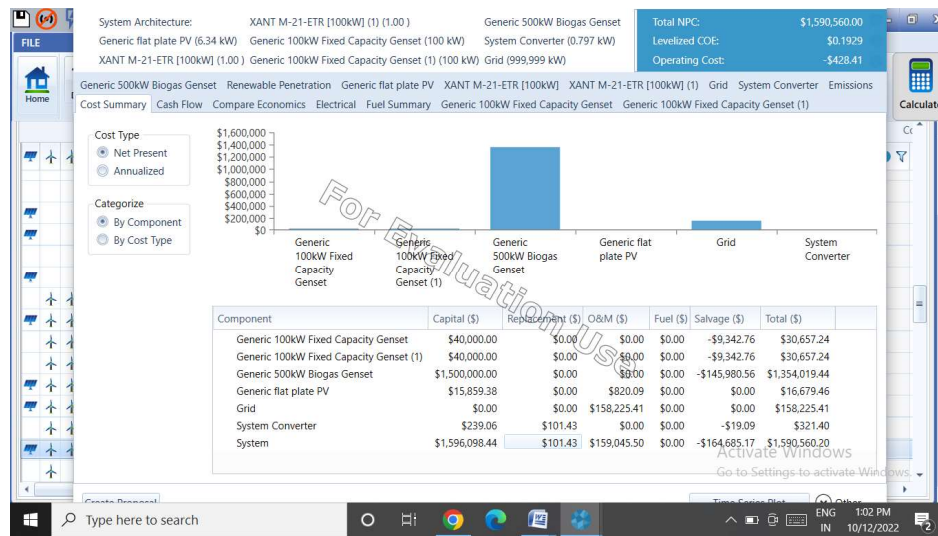 System Architecture: XANT M-21-ETR [100kW] (1) (1.00 ) Generic 500kW Biogas Genset
Generic flat plate PV (6.34 kW) Generic 100kW Fixed Capacity Genset (100 kW) System Converter (0.797 kW)
XANT M-21-ETR [100kW] (1.00 ) Generic 100kW Fixed Capacity Genset (1) (100 kW) Grid (999,999 kW)
Total NPC: $1,590,560.00
Levelized COE: $0.1929
Operating Cost: -$428.41
FILE
Home
Calculate
Generic 500kW Biogas Genset Renewable Penetration Generic flat plate PV XANT M-21-ETR [100kW] XANT M-21-ETR [100kW] (1) Grid System Converter Emissions
Cost Summary Cash Flow Compare Economics Electrical Fuel Summary Generic 100kW Fixed Capacity Genset Generic 100kW Fixed Capacity Genset (1)
Cost Type
Net Present
Annualized
Categorize
By Component
By Cost Type
$1,600,000
$1,400,000
$1,200,000
$1,000,000
$800,000
$600,000
$400,000
$200,000
$0
Generic 100kW Fixed Capacity Genset
Generic 100kW Fixed Capacity Genset (1)
Generic 500kW Biogas Genset
Generic flat plate PV
Grid
System Converter
For Evaluation Use
Component Capital ($) Replacement ($) O&M ($) Fuel ($) Salvage ($) Total ($)
Generic 100kW Fixed Capacity Genset $40,000.00 $0.00 $0.00 $0.00 -$9,342.76 $30,657.24
Generic 100kW Fixed Capacity Genset (1) $40,000.00 $0.00 $0.00 $0.00 -$9,342.76 $30,657.24
Generic 500kW Biogas Genset $1,500,000 $0.00 $0.00 $0.00 -$145,980.56 $1,354,019.44
Generic flat plate PV $15,859.38 $0.00 $820.09 $0.00 $0.00 $16,679.46
Grid $0.00 $0.00 $158,225.41 $0.00 $0.00 $158,225.41
System Converter $239.06 $101.43 $0.00 $0.00 -$19.09 $321.40
System $1,596,098.44 $101.43 $159,045.50 $0.00 -$164,685.17 $1,590,560.20
Activate Windows
Go to Settings to activate Windows.
Create Proposal Time Series Plot Other
Type here to search
ENG 1:02 PM
IN 10/12/2022
2